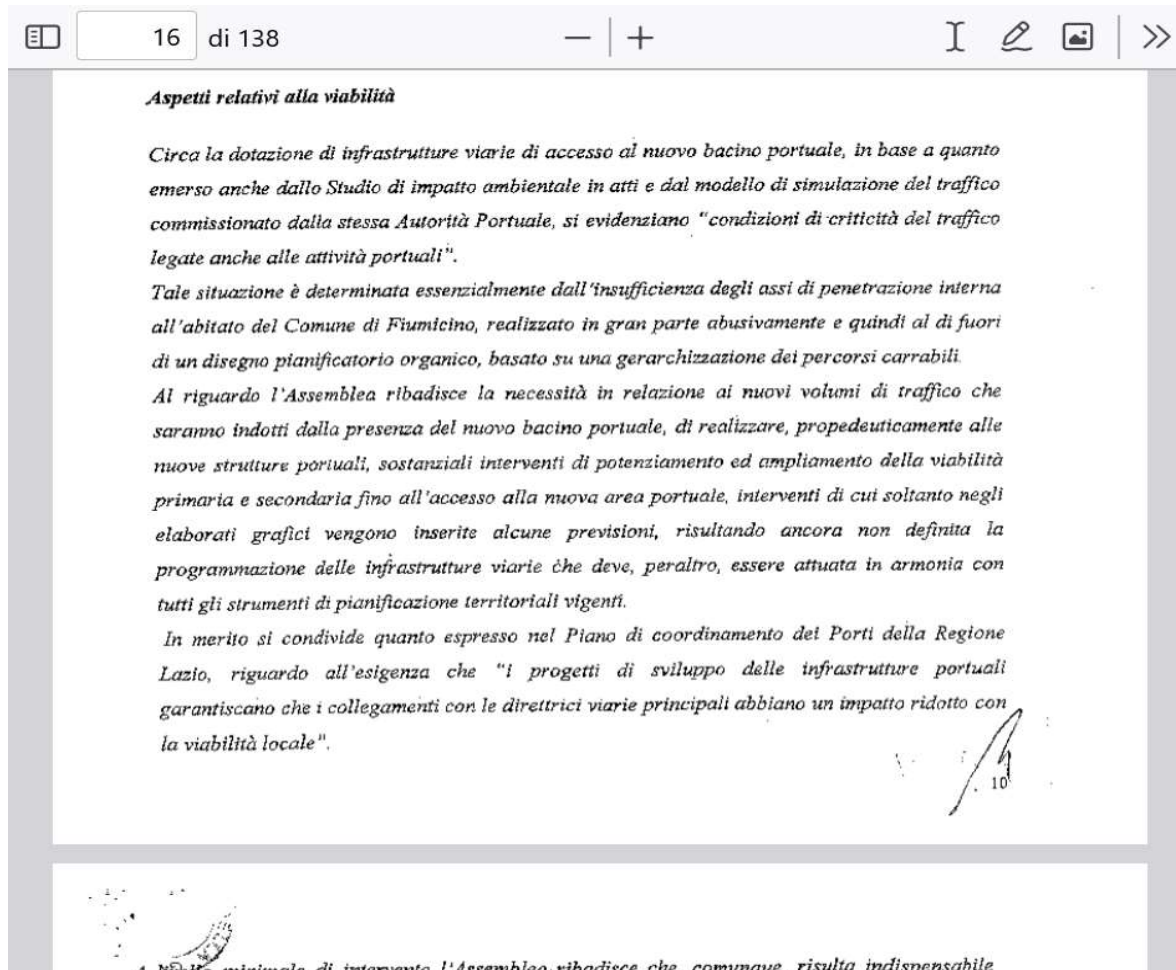 16 di 138
Aspetti relativi alla viabilità
Circa la dotazione di infrastrutture viarie di accesso al nuovo bacino portuale, in base a quanto
emerso anche dallo Studio di impatto ambientale in atti e dal modello di simulazione del traffico
commissionato dalla stessa Autorità Portuale, si evidenziano "condizioni di criticità del traffico
legate anche alle attività portuali".
Tale situazione è determinata essenzialmente dall'insufficienza degli assi di penetrazione interna
all'abitato del Comune di Fiumicino, realizzato in gran parte abusivamente e quindi al di fuori
di un disegno pianificatorio organico, basato su una gerarchizzazione dei percorsi carrabili.
Al riguardo l'Assemblea ribadisce la necessità in relazione ai nuovi volumi di traffico che
saranno indotti dalla presenza del nuovo bacino portuale, di realizzare, propedeuticamente alle
nuove strutture portuali, sostanziali interventi di potenziamento ed ampliamento della viabilità
primaria e secondaria fino all'accesso alla nuova area portuale, interventi di cui soltanto negli
elaborati grafici vengono inserite alcune previsioni, risultando ancora non definita la
programmazione delle infrastrutture viarie che deve, peraltro, essere attuata in armonia con
tutti gli strumenti di pianificazione territoriali vigenti.
In merito si condivide quanto espresso nel Piano di coordinamento dei Porti della Regione
Lazio, riguardo all'esigenza che "i progetti di sviluppo delle infrastrutture portuali
garantiscano che i collegamenti con le direttrici viarie principali abbiano un impatto ridotto con
la viabilità locale".
10
minimale di intervento l'Assemblea ribadisce che, comunque, risulta indispensabile